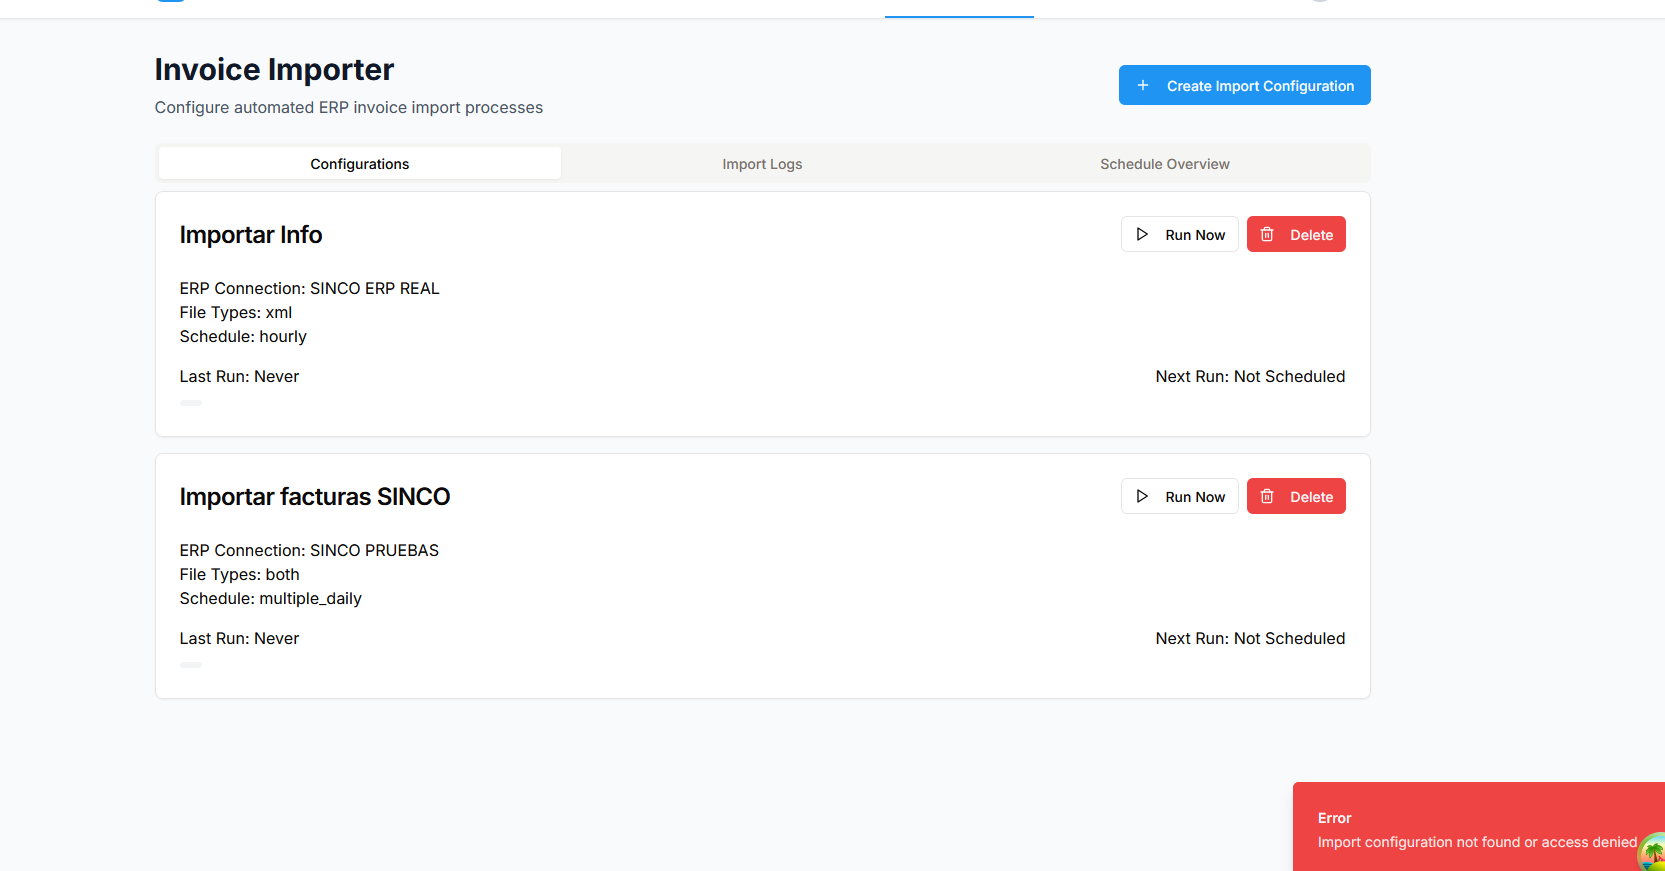 Invoice Importer
Configure automated ERP invoice import processes
Create Import Configuration
Configurations
Import Logs
Schedule Overview
Importar Info
Run Now
Delete
ERP Connection: SINCO ERP REAL
File Types: xml
Schedule: hourly
Last Run: Never
Next Run: Not Scheduled
Importar facturas SINCO
Run Now
Delete
ERP Connection: SINCO PRUEBAS
File Types: both
Schedule: multiple_daily
Last Run: Never
Next Run: Not Scheduled
Error
Import configuration not found or access denied